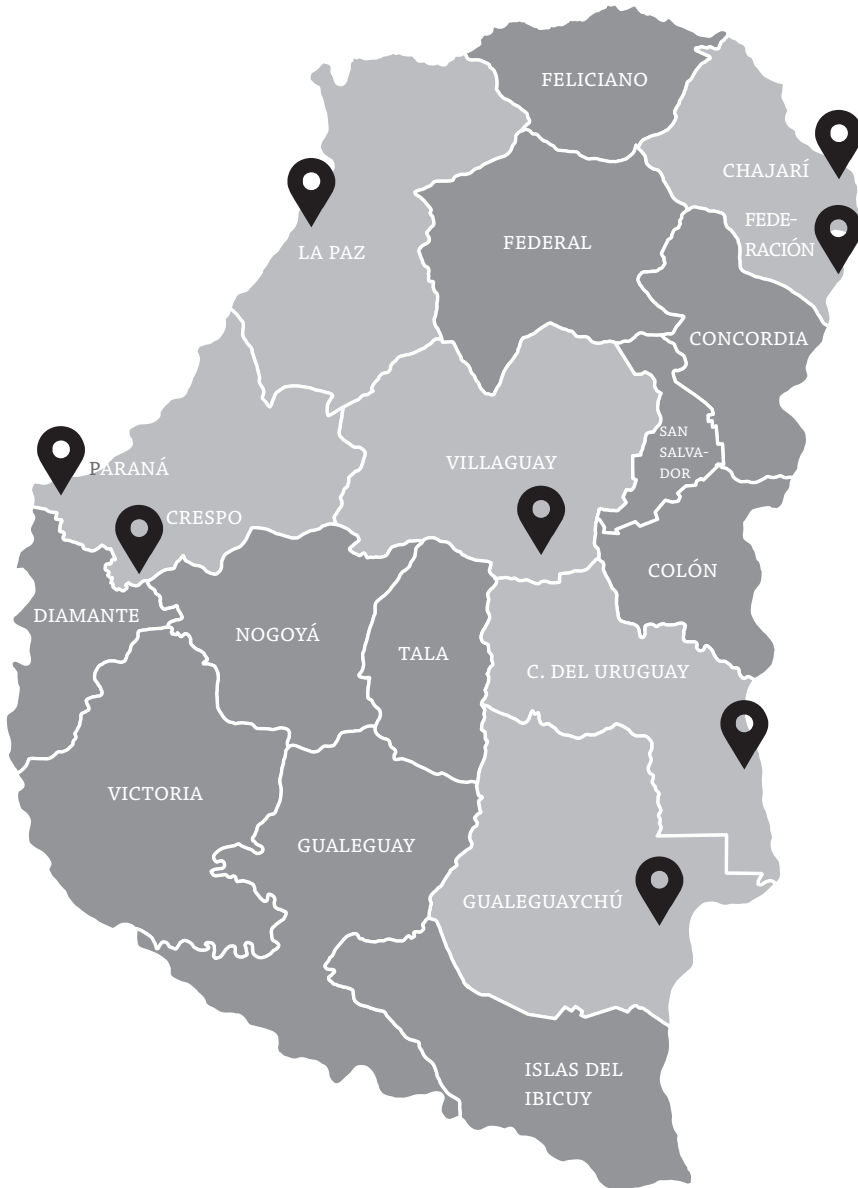 FELICIANO
CHAJARÍ
FEDE-
RACIÓN
FEDERAL
LA PAZ
CONCORDIA
SAN
SALVA-
DOR
VILLAGUAY
PARANÁ
CRESPO
COLÓN
DIAMANTE
NOGOYÁ
TALA
C. DEL URUGUAY
VICTORIA
GUALEGUAY
GUALEGUAYCHÚ
ISLAS DEL
IBICUY